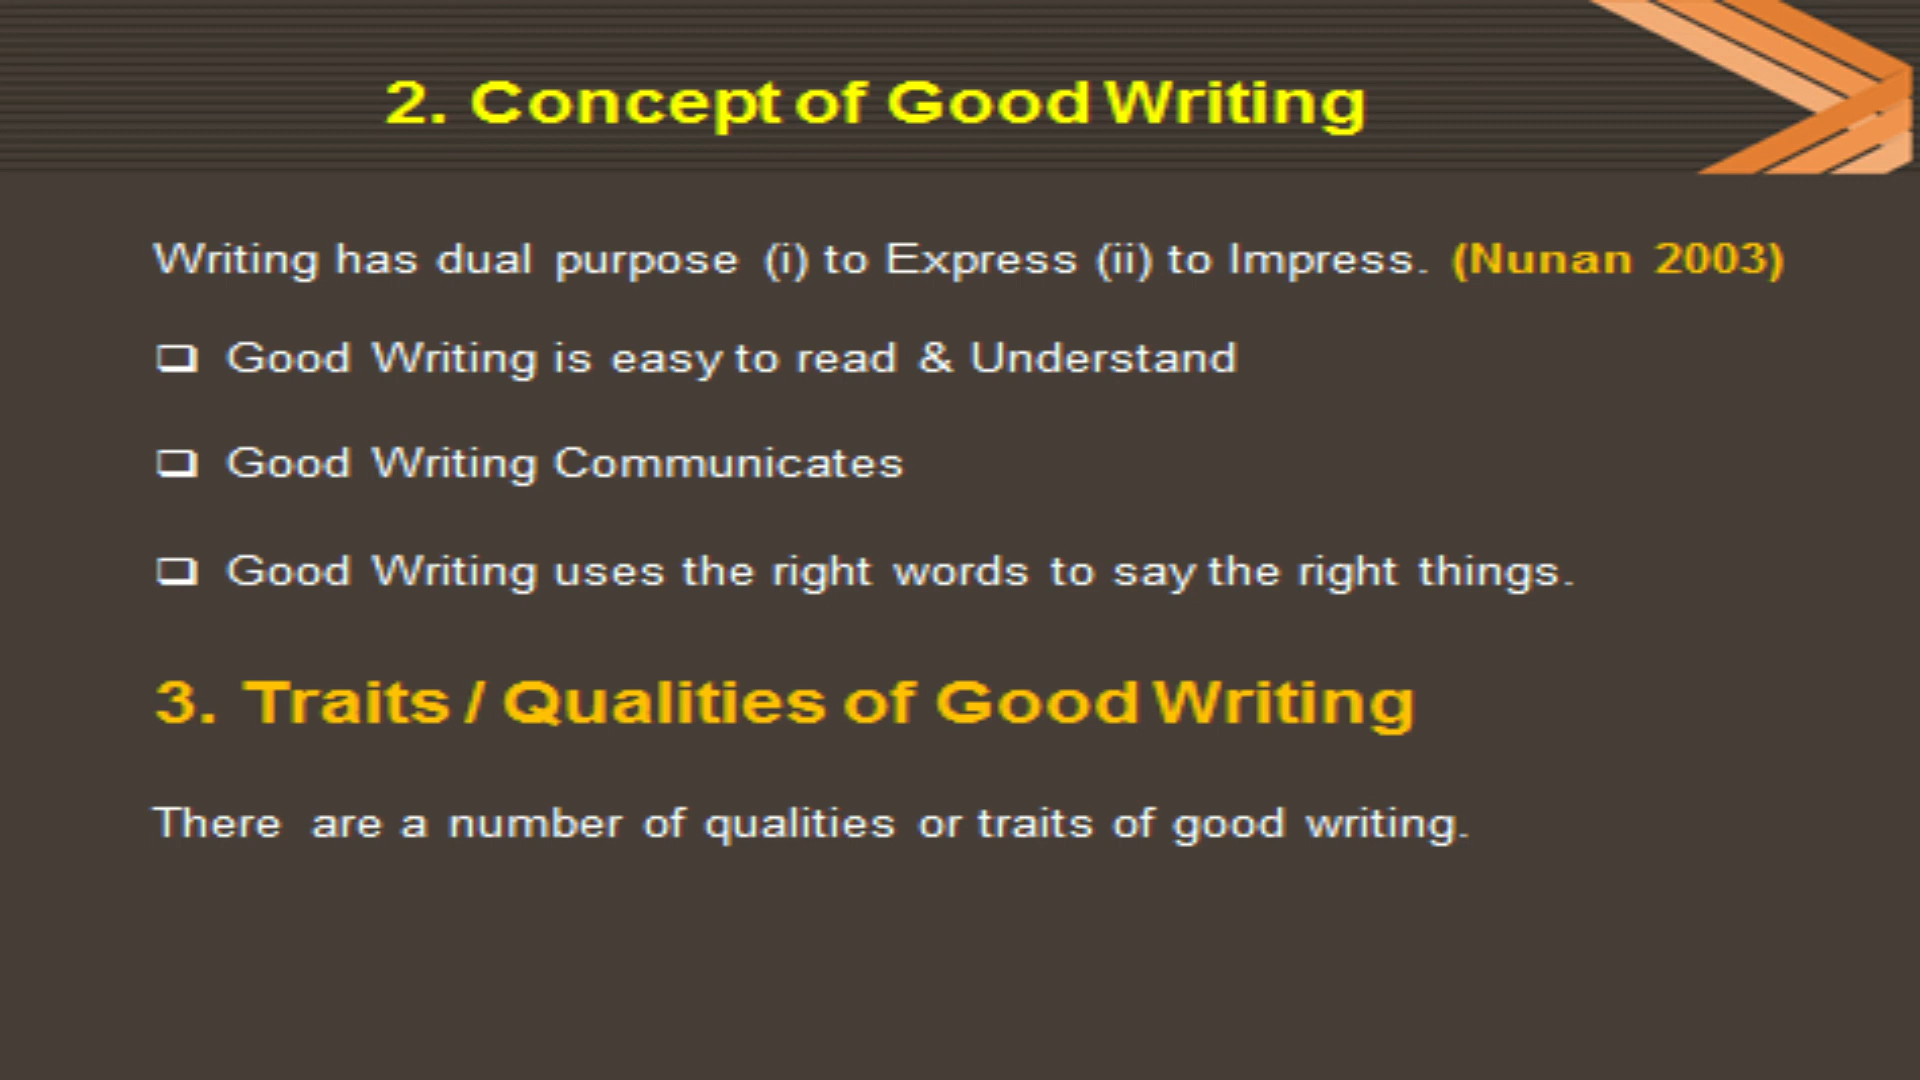 2. Concept of Good Writing
Writing has dual purpose (i) to Express (ii) to Impress. (Nunan 2003)
Good Writing is easy to read & Understand
Good Writing Communicates
Good Writing uses the right words to say the right things.
3. Traits / Qualities of Good Writing
There are a number of qualities or traits of good writing.